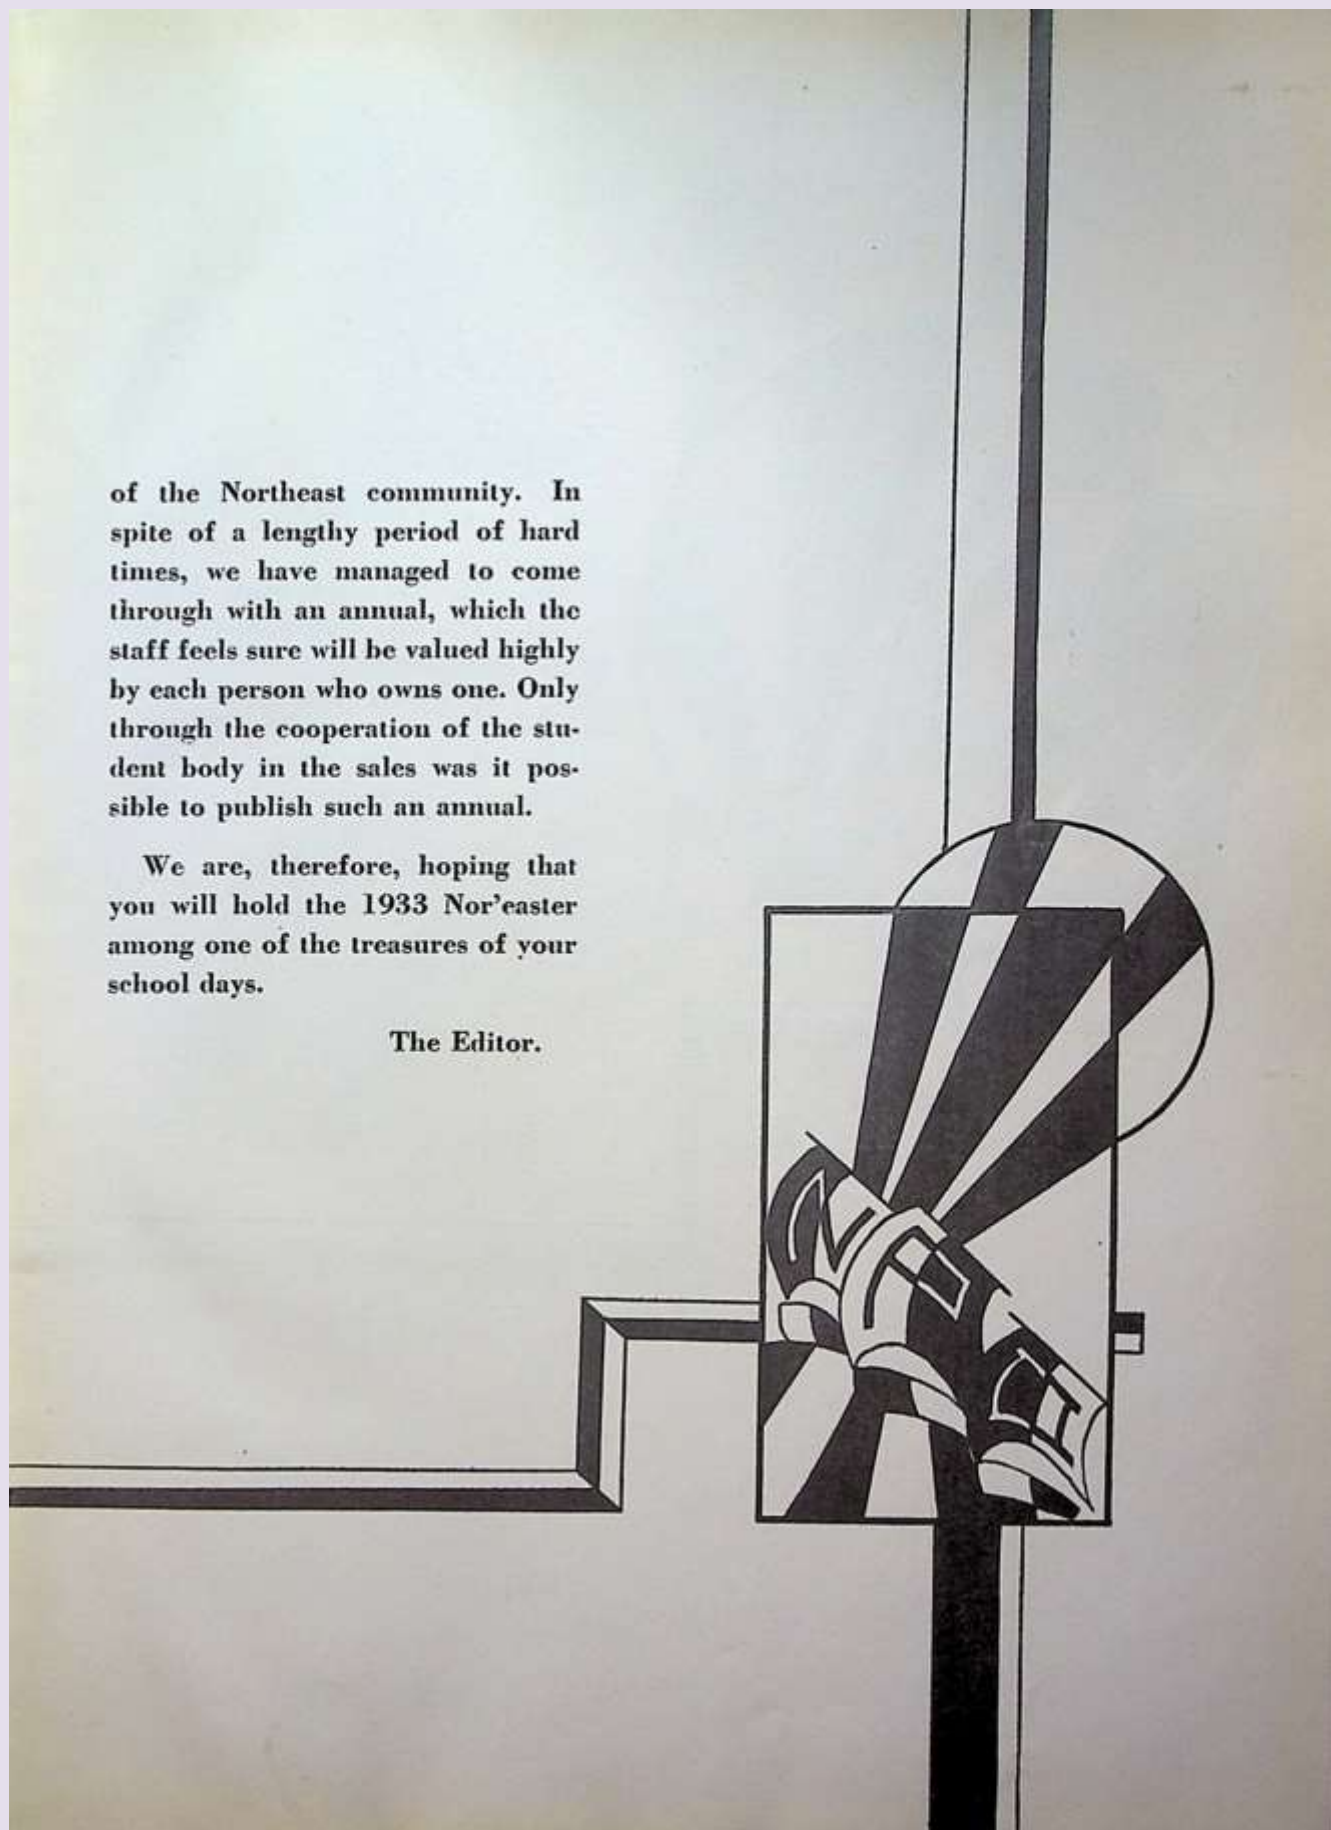 of the Northeast community. In
spite of a lengthy period of hard
times, we have managed to come
through with an annual, which the
staff feels sure will be valued highly
by each person who owns one. Only
through the cooperation of the stu-
dent body in the sales was it pos-
sible to publish such an annual.
We are, therefore, hoping that
you will hold the 1933 Nor'easter
among one of the treasures of your
school days.
The Editor.